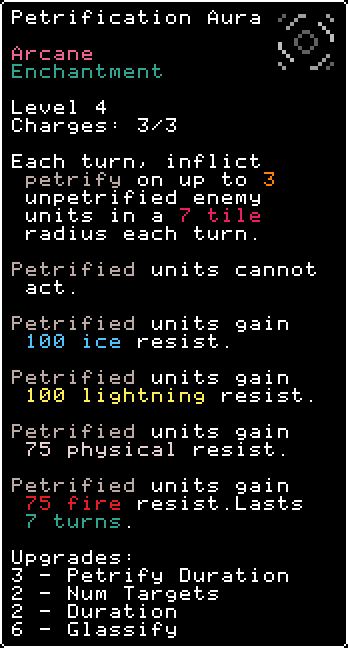 Petrification Aura
Arcane
Enchantment
Level 4
Charges: 3/3
Each turn, inflict
petrify on up to 3
unpetrified enemy
units in a 7 tile
radius each turn.
Petrified units cannot
act.
Petrified units gain
100 ice resist.
Petrified units gain
100 lightning resist.
Petrified units gain
75 physical resist.
Petrified units gain
75 fire resist.Lasts
7 turns.
Upgrades:
3 - Petrify Duration
2 - Num Targets
2 - Duration
6 - Glassify